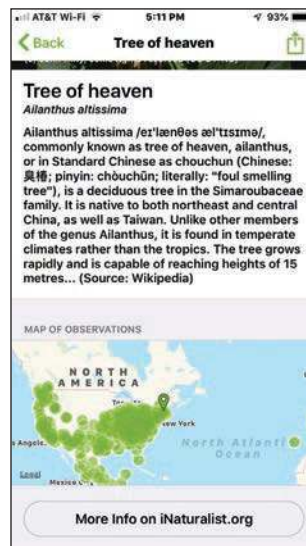 AT&T Wi-Fi 5:11 PM 93%
Back Tree of heaven
Tree of heaven
Ailanthus altissima
Ailanthus altissima /eɪˈlænθəs ælˈtɪsɪmə/,
commonly known as tree of heaven, ailanthus,
or in Standard Chinese as chouchun (Chinese:
臭椿; pinyin: chòuchūn; literally: "foul smelling
tree"), is a deciduous tree in the Simaroubaceae
family. It is native to both northeast and central
China, as well as Taiwan. Unlike other members
of the genus Ailanthus, it is found in temperate
climates rather than the tropics. The tree grows
rapidly and is capable of reaching heights of 15
metres... (Source: Wikipedia)
MAP OF OBSERVATIONS
NORTH
AMERICA
New York
Angele
North Atlanti
Ocean
Legal
Mexico
More Info on iNaturalist.org